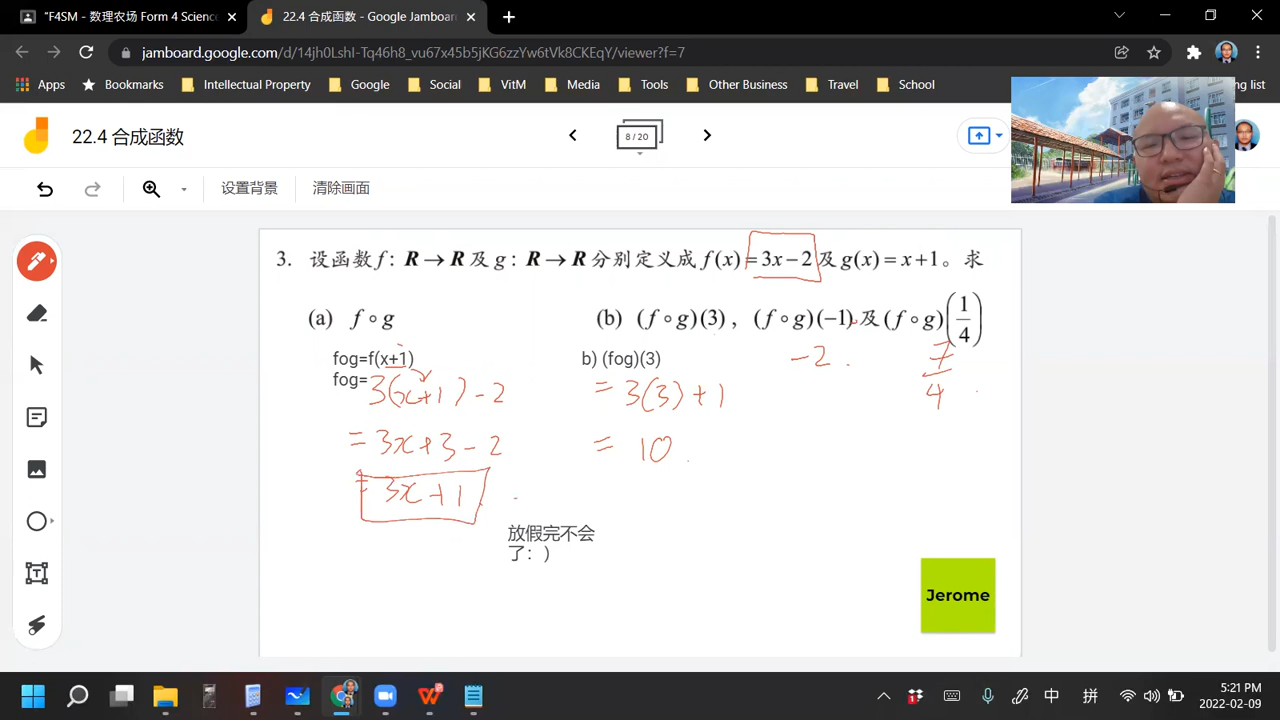 "F4SM - 数理农场 Form 4 Science
22.4 合成函数 - Google Jamboard
jamboard.google.com/d/14jh0LshI-Tq46h8_vu67x45b5jKG6zzYw6tVk8CKEqY/viewer?f=7
Apps
Bookmarks
Intellectual Property
Google
Social
VitM
Media
Tools
Other Business
Travel
School
ng list
22.4 合成函数
8 / 20
设置背景
清除画面
3. 设函数 f : R → R 及 g : R → R 分别定义成 f(x) = 3x − 2 及 g(x) = x + 1。求
(a) f ∘ g
(b) (f ∘ g)(3) , (f ∘ g)(−1) 及 (f ∘ g)(1/4)
fog=f(x+1)
fog= 3(x+1) - 2
= 3x + 3 - 2
= 3x + 1
b) (fog)(3)
= 3(3) + 1
= 10
-2
7/4
放假完不会
了：)
Jerome
中
拼
5:21 PM
2022-02-09